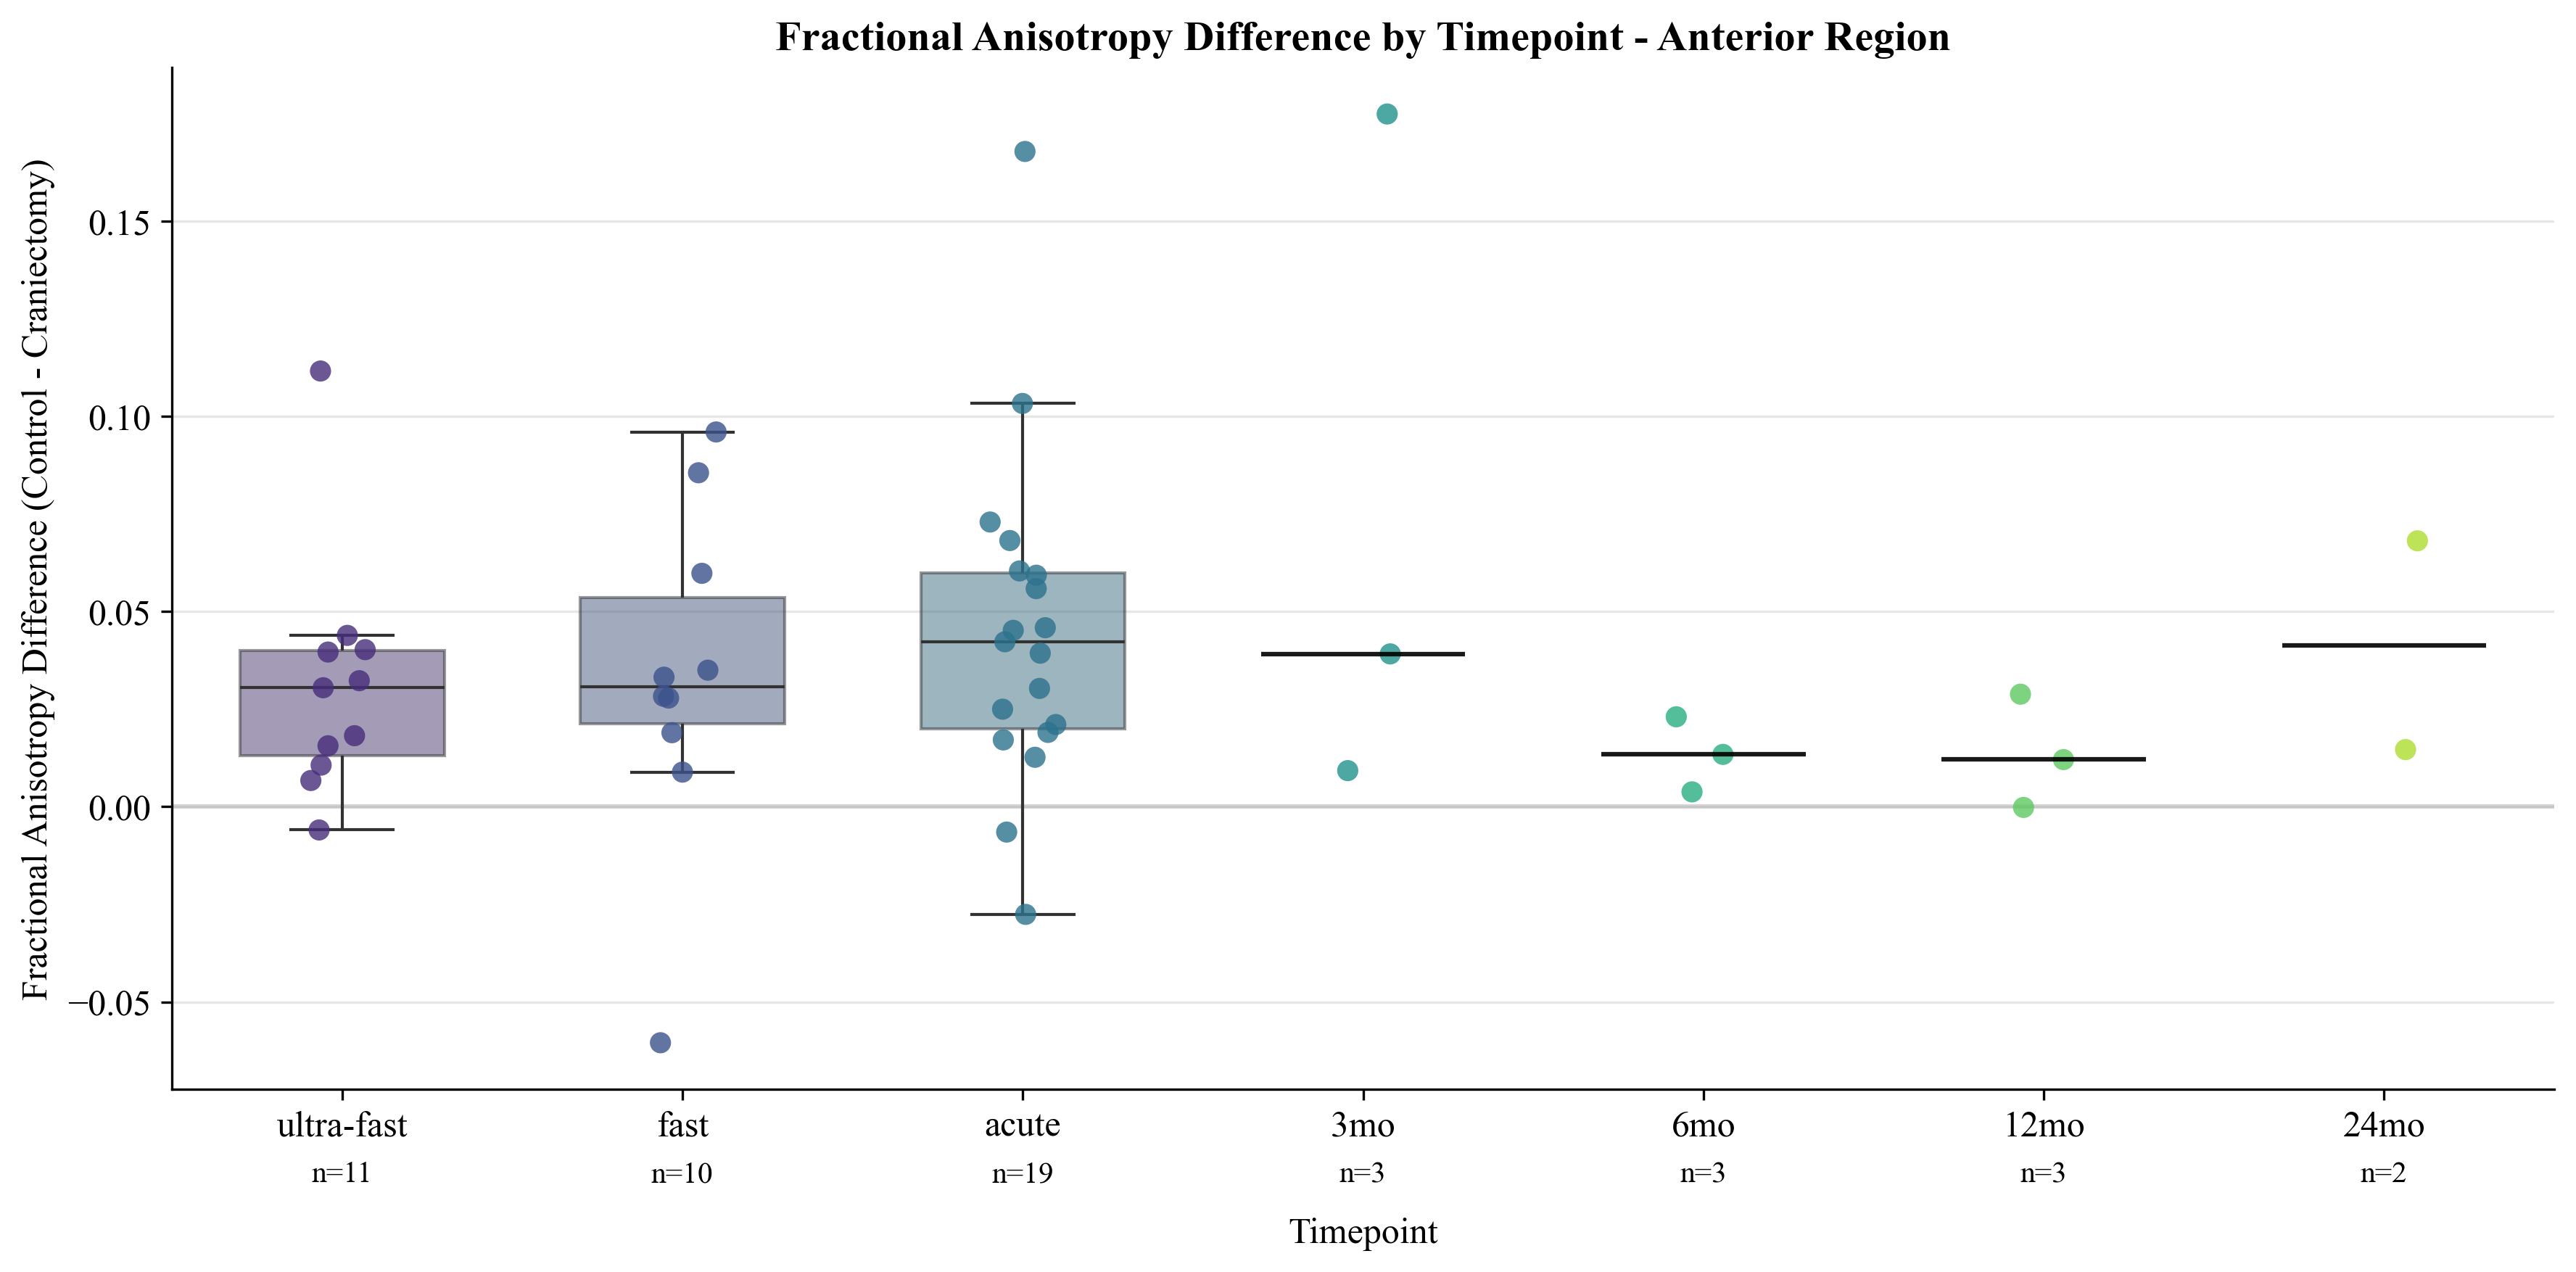 Fractional Anisotropy Difference by Timepoint - Anterior Region
Fractional Anisotropy Difference (Control - Craniectomy)
0.15
0.10
0.05
0.00
−0.05
ultra-fast
fast
acute
3mo
6mo
12mo
24mo
n=11
n=10
n=19
n=3
n=3
n=3
n=2
Timepoint